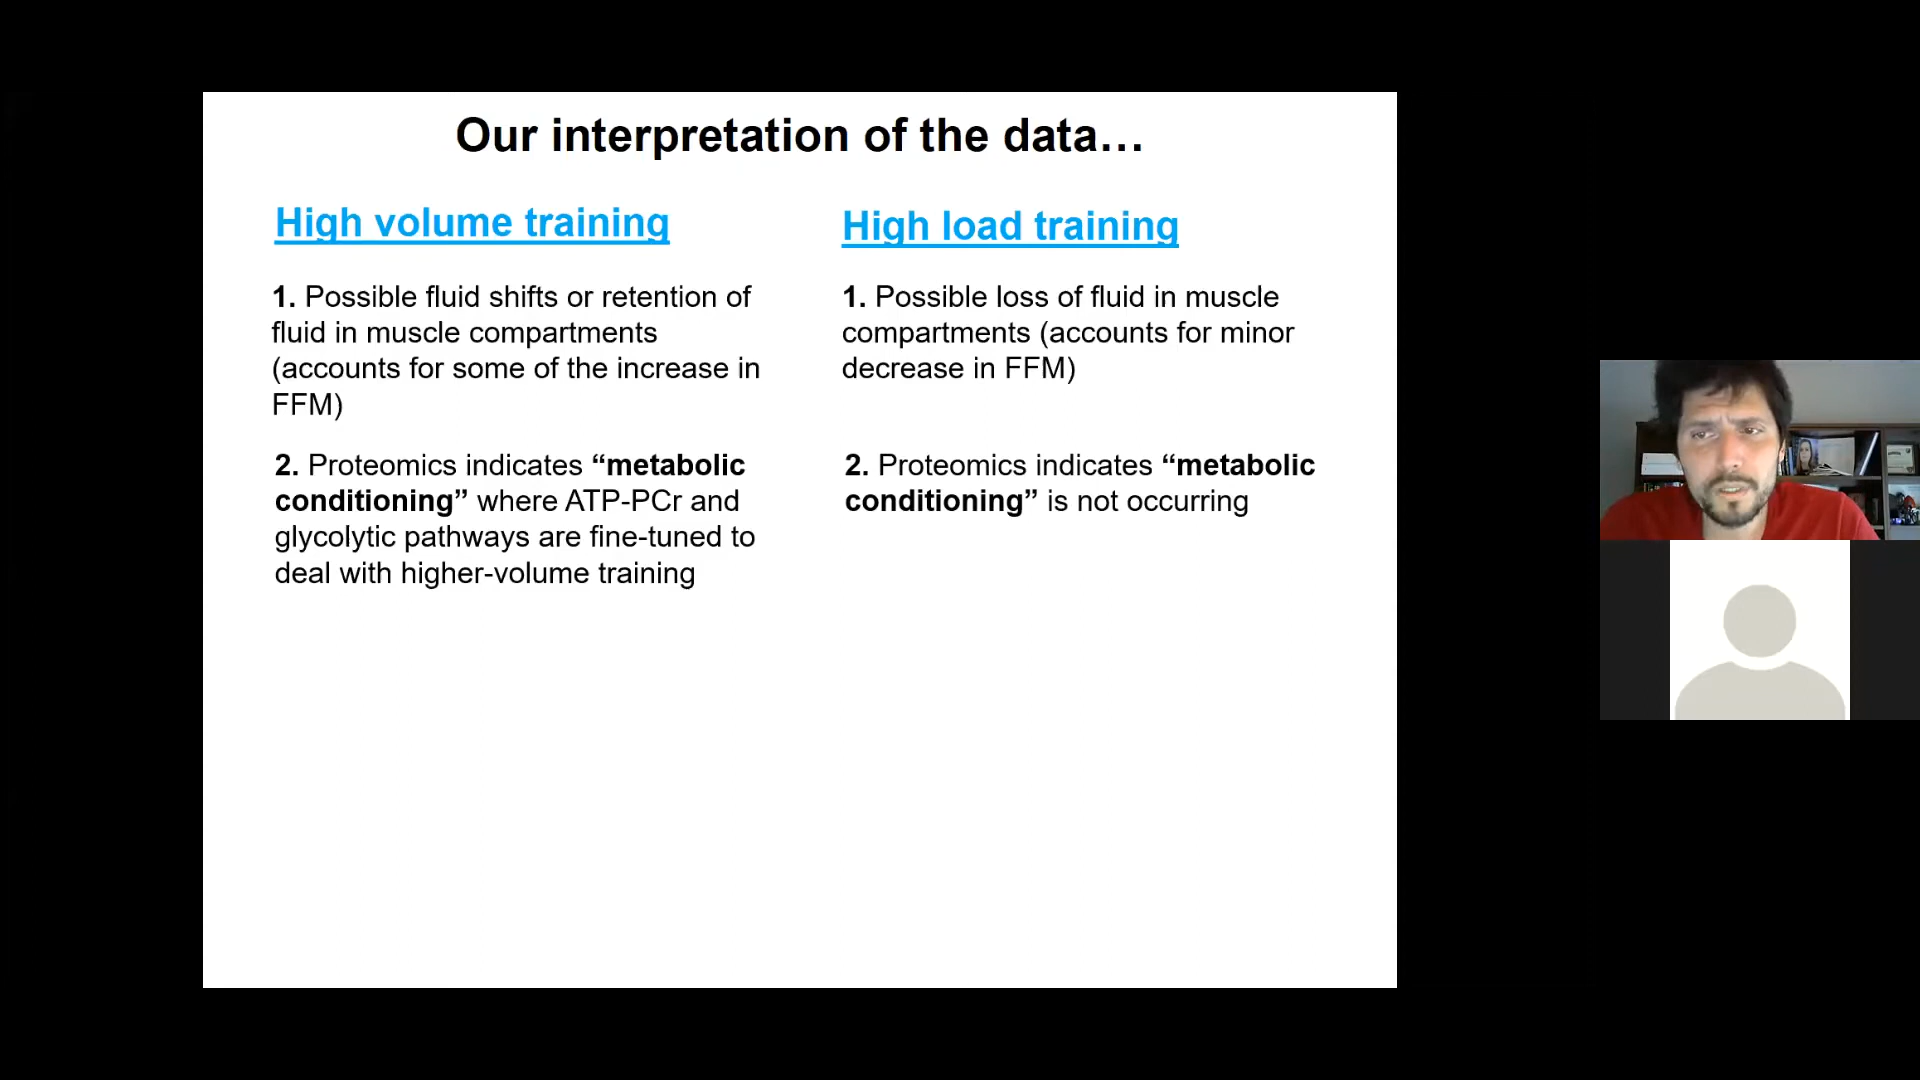 Our interpretation of the data…
High volume training
1. Possible fluid shifts or retention of
fluid in muscle compartments
(accounts for some of the increase in
FFM)
2. Proteomics indicates “metabolic
conditioning” where ATP-PCr and
glycolytic pathways are fine-tuned to
deal with higher-volume training
High load training
1. Possible loss of fluid in muscle
compartments (accounts for minor
decrease in FFM)
2. Proteomics indicates “metabolic
conditioning” is not occurring